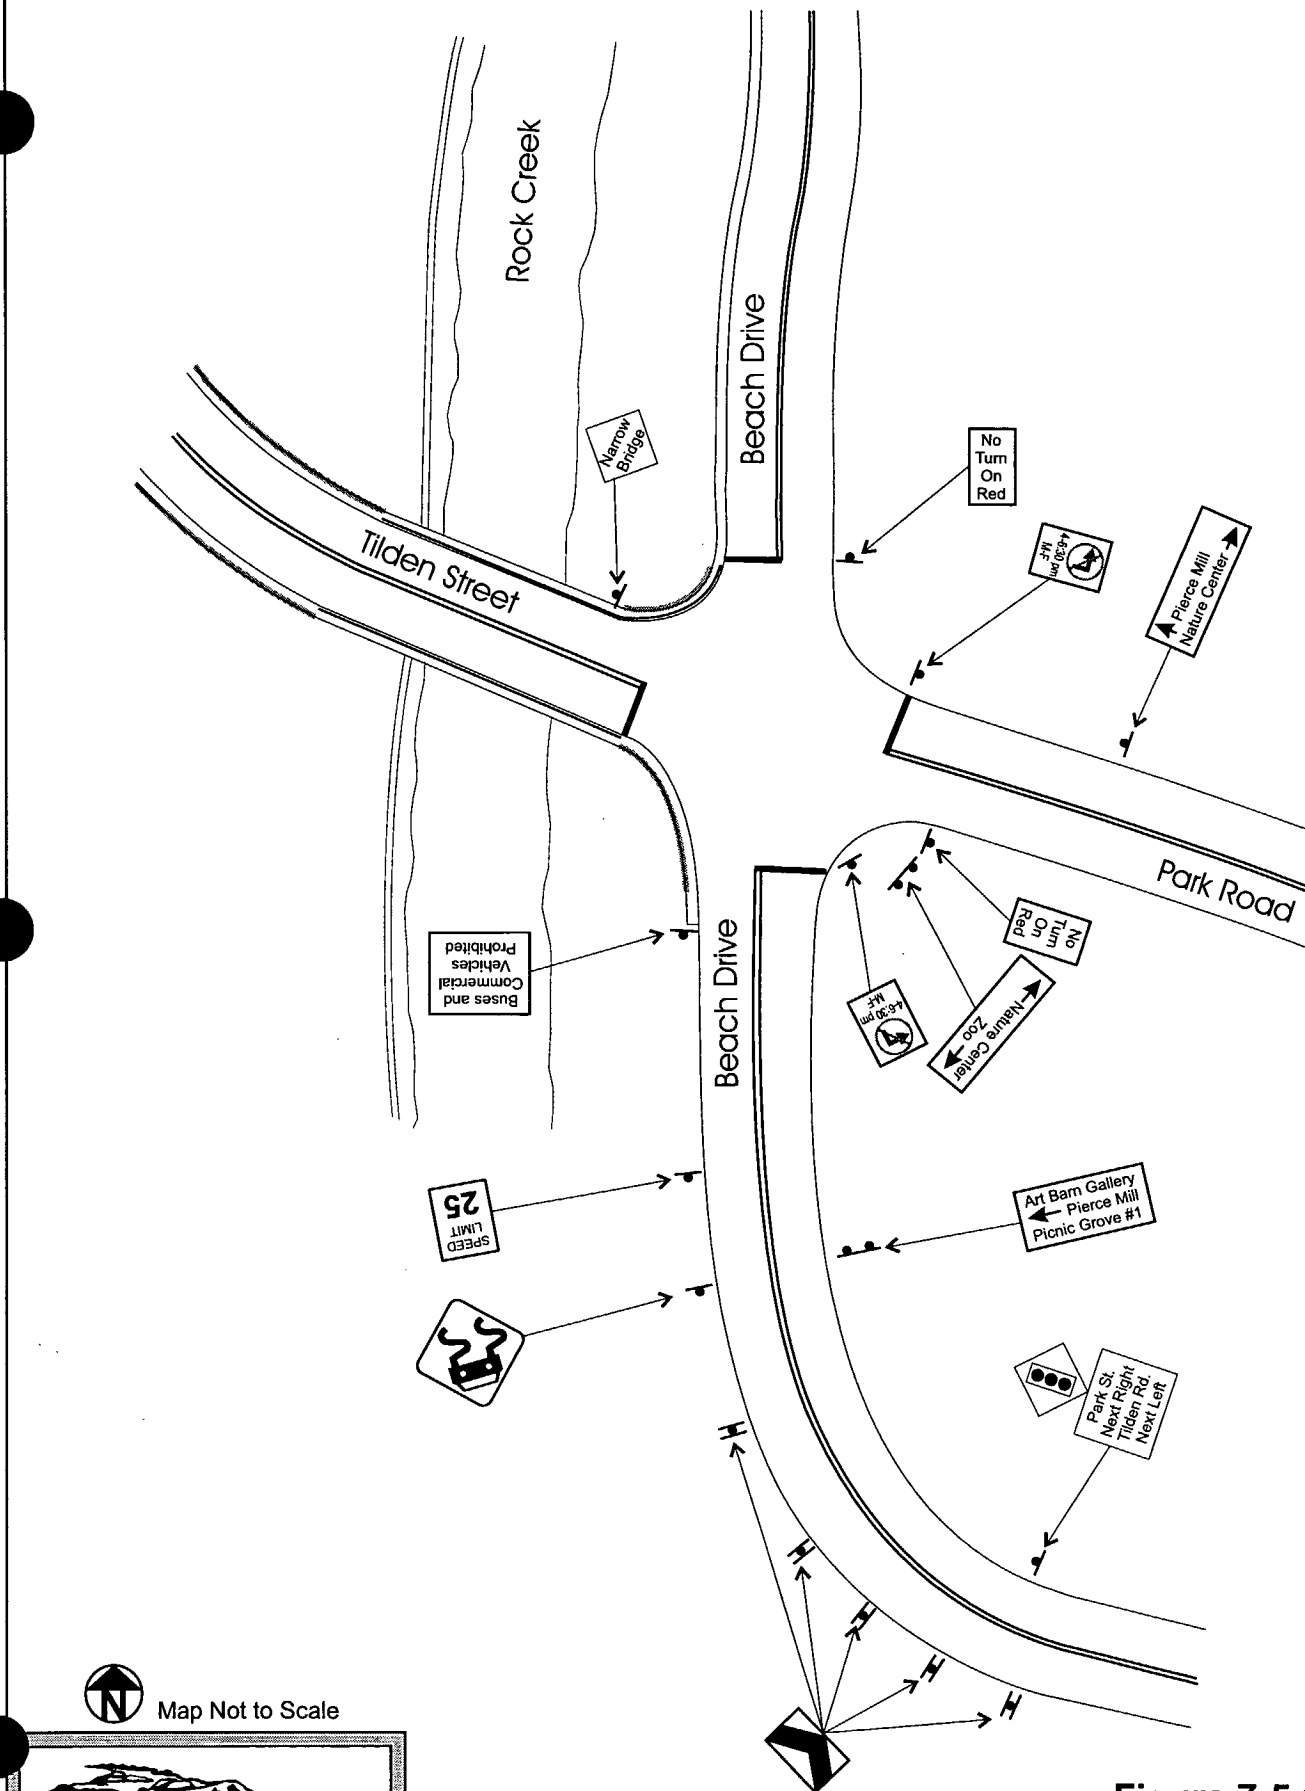 Rock Creek
Beach Drive
Narrow
Bridge
Tilden Street
No
Turn
On
Red
4-6:30 pm
M-F
Pierce Mill
Nature Center
Park Road
Beach Drive
Buses and
Commercial
Vehicles
Prohibited
No
Turn
On
Red
4-6:30 pm
M-F
Nature Center
Zoo
SPEED
LIMIT
25
Art Barn Gallery
Pierce Mill
Picnic Grove #1
Park St.
Next Right
Tilden Rd.
Next Left
N
Map Not to Scale